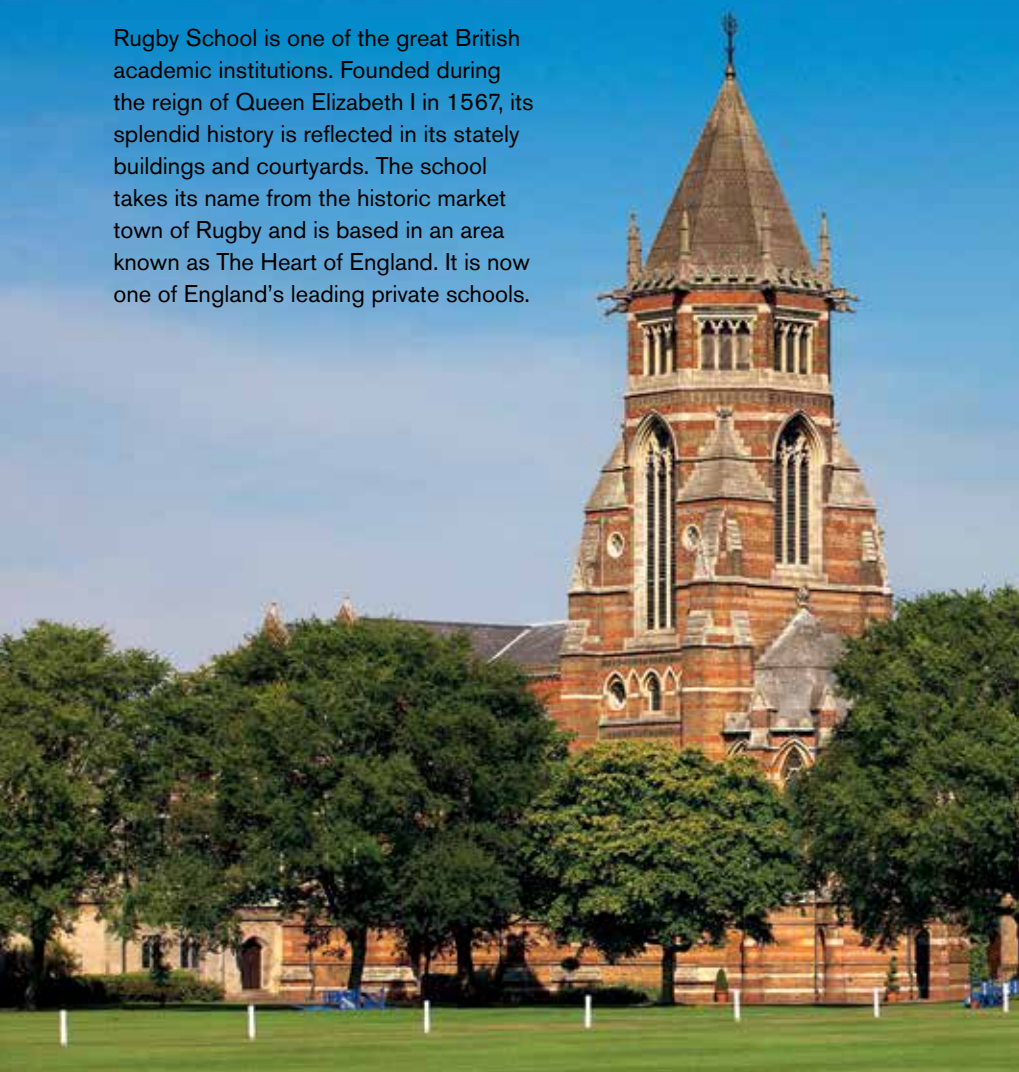 Rugby School is one of the great British
academic institutions. Founded during
the reign of Queen Elizabeth I in 1567, its
splendid history is reflected in its stately
buildings and courtyards. The school
takes its name from the historic market
town of Rugby and is based in an area
known as The Heart of England. It is now
one of England’s leading private schools.